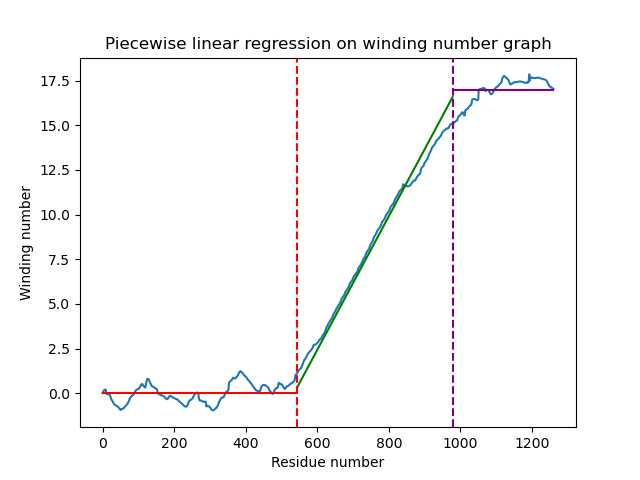 Piecewise linear regression on winding number graph
Winding number
17.5
15.0
12.5
10.0
7.5
5.0
2.5
0.0
0 200 400 600 800 1000 1200
Residue number